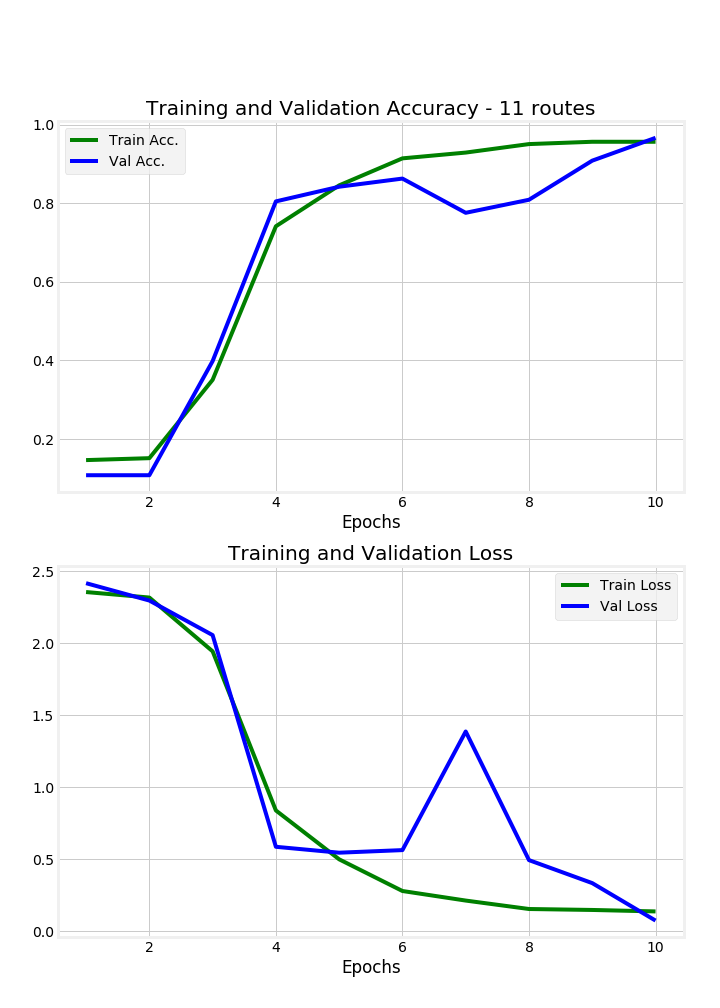 Training and Validation Accuracy - 11 routes
1.0
0.8
0.6
0.4
0.2
Train Acc.
Val Acc.
2 4 6 8 10
Epochs
Training and Validation Loss
2.5
2.0
1.5
1.0
0.5
0.0
Train Loss
Val Loss
2 4 6 8 10
Epochs